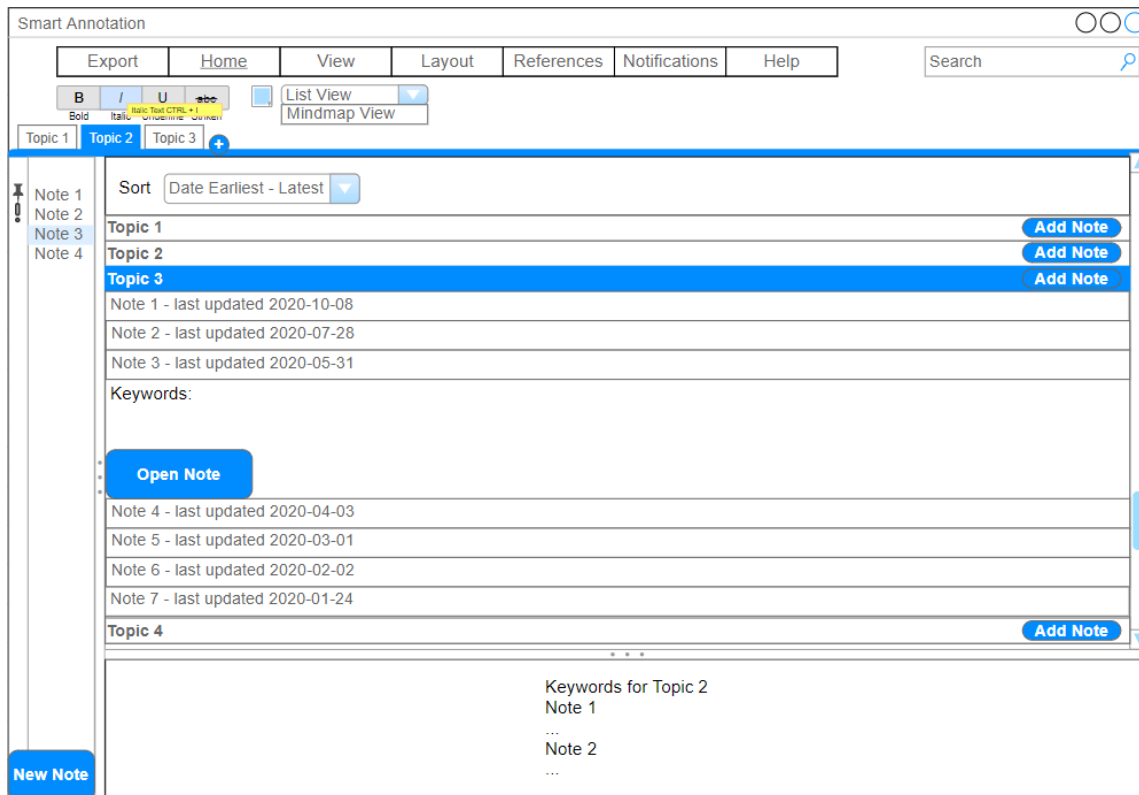 Smart Annotation
Export Home View Layout References Notifications Help Search
B I U abc List View
Italic Text CTRL + I
Bold Italic Underline Striken Mindmap View
Topic 1 Topic 2 Topic 3 +
Sort Date Earliest - Latest
Note 1
Note 2
Note 3
Note 4
Topic 1 Add Note
Topic 2 Add Note
Topic 3 Add Note
Note 1 - last updated 2020-10-08
Note 2 - last updated 2020-07-28
Note 3 - last updated 2020-05-31
Keywords:
Open Note
Note 4 - last updated 2020-04-03
Note 5 - last updated 2020-03-01
Note 6 - last updated 2020-02-02
Note 7 - last updated 2020-01-24
Topic 4 Add Note
Keywords for Topic 2
Note 1
...
Note 2
...
New Note